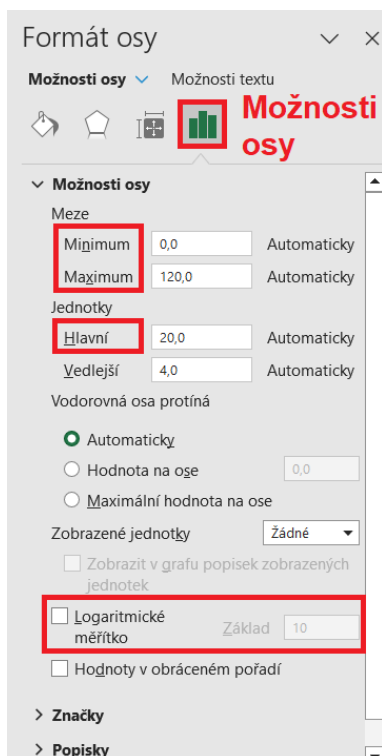 Formát osy
Možnosti osy Možnosti textu
Možnosti
osy
Možnosti osy
Meze
Minimum 0,0 Automaticky
Maximum 120,0 Automaticky
Jednotky
Hlavní 20,0 Automaticky
Vedlejší 4,0 Automaticky
Vodorovná osa protíná
Automaticky
Hodnota na ose 0,0
Maximální hodnota na ose
Zobrazené jednotky Žádné
Zobrazit v grafu popisek zobrazených
jednotek
Logaritmické
měřítko Základ 10
Hodnoty v obráceném pořadí
Značky
Popisky